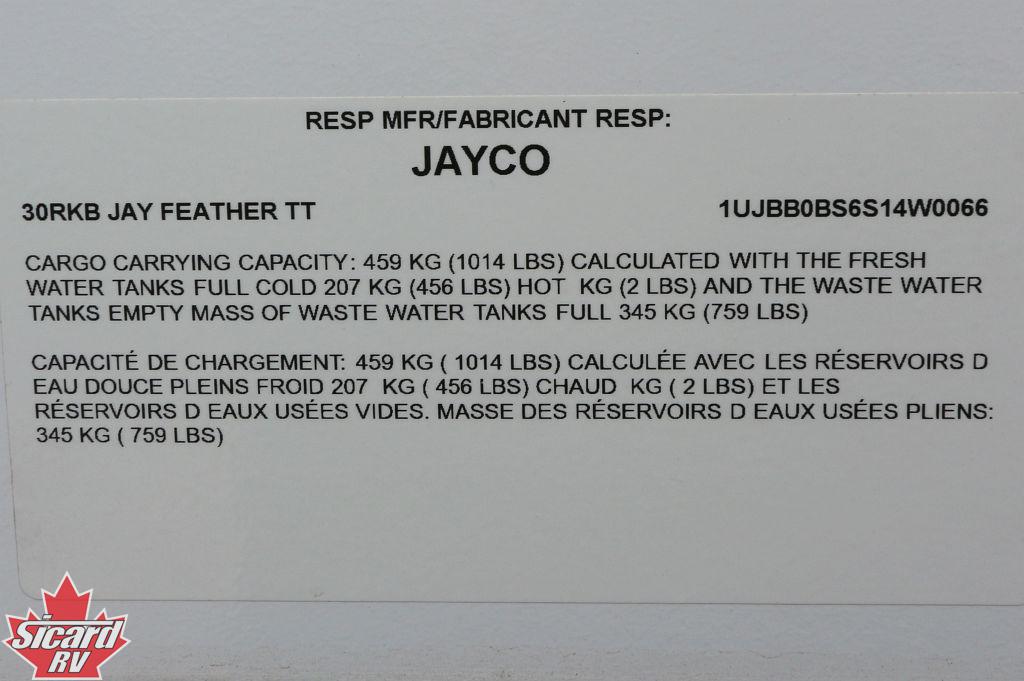 RESP MFR/FABRICANT RESP:
JAYCO
30RKB JAY FEATHER TT 1UJBB0BS6S14W0066
CARGO CARRYING CAPACITY: 459 KG (1014 LBS) CALCULATED WITH THE FRESH
WATER TANKS FULL COLD 207 KG (456 LBS) HOT KG (2 LBS) AND THE WASTE WATER
TANKS EMPTY MASS OF WASTE WATER TANKS FULL 345 KG (759 LBS)
CAPACITÉ DE CHARGEMENT: 459 KG ( 1014 LBS) CALCULÉE AVEC LES RÉSERVOIRS D
EAU DOUCE PLEINS FROID 207 KG ( 456 LBS) CHAUD KG ( 2 LBS) ET LES
RÉSERVOIRS D EAUX USÉES VIDES. MASSE DES RÉSERVOIRS D EAUX USÉES PLIENS:
345 KG ( 759 LBS)
Sicard
RV